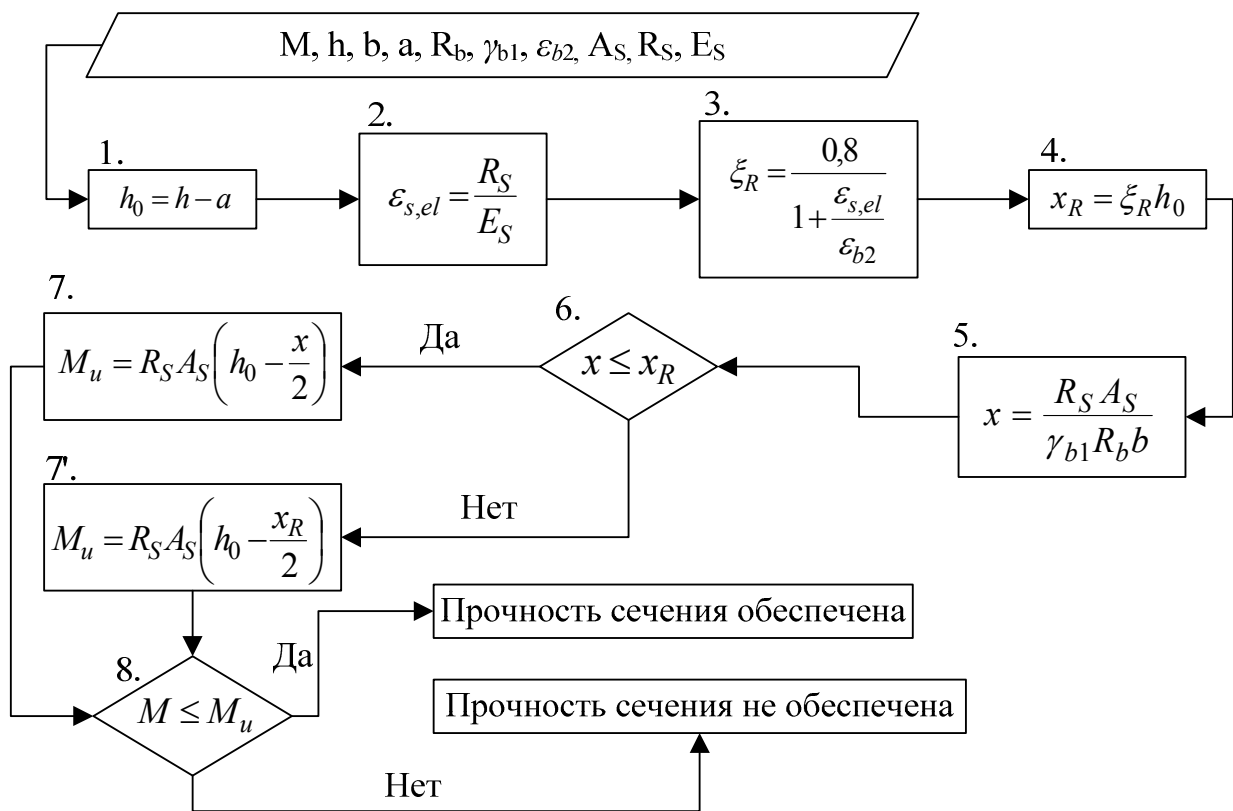 M, h, b, a, R_b, γ_b1, ε_b2, A_S, R_S, E_S
1.
h_0 = h − a
2.
ε_s,el = R_S / E_S
3.
ξ_R = 0,8 / (1 + ε_s,el / ε_b2)
4.
x_R = ξ_R h_0
5.
x = R_S A_S / γ_b1 R_b b
6.
x ≤ x_R
Да
Нет
7.
M_u = R_S A_S (h_0 − x / 2)
7'.
M_u = R_S A_S (h_0 − x_R / 2)
8.
M ≤ M_u
Да
Прочность сечения обеспечена
Нет
Прочность сечения не обеспечена